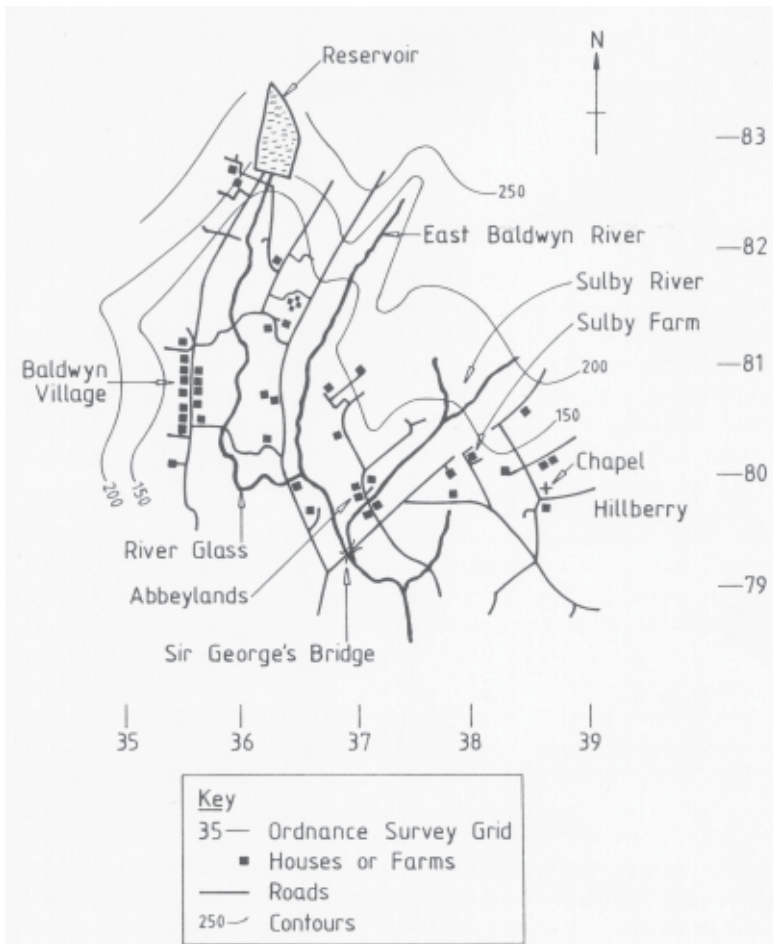 Reservoir
N
83
250
East Baldwyn River
82
Sulby River
Sulby Farm
81
Baldwyn
Village
200
150
80
Chapel
200
150
Hillberry
River Glass
Abbeylands
79
Sir George's Bridge
35
36
37
38
39
Key
35— Ordnance Survey Grid
Houses or Farms
Roads
250 Contours